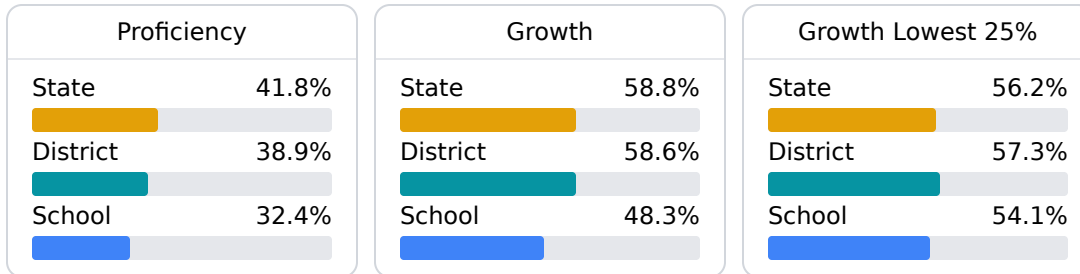 Proficiency
State 41.8%
District 38.9%
School 32.4%
Growth
State 58.8%
District 58.6%
School 48.3%
Growth Lowest 25%
State 56.2%
District 57.3%
School 54.1%